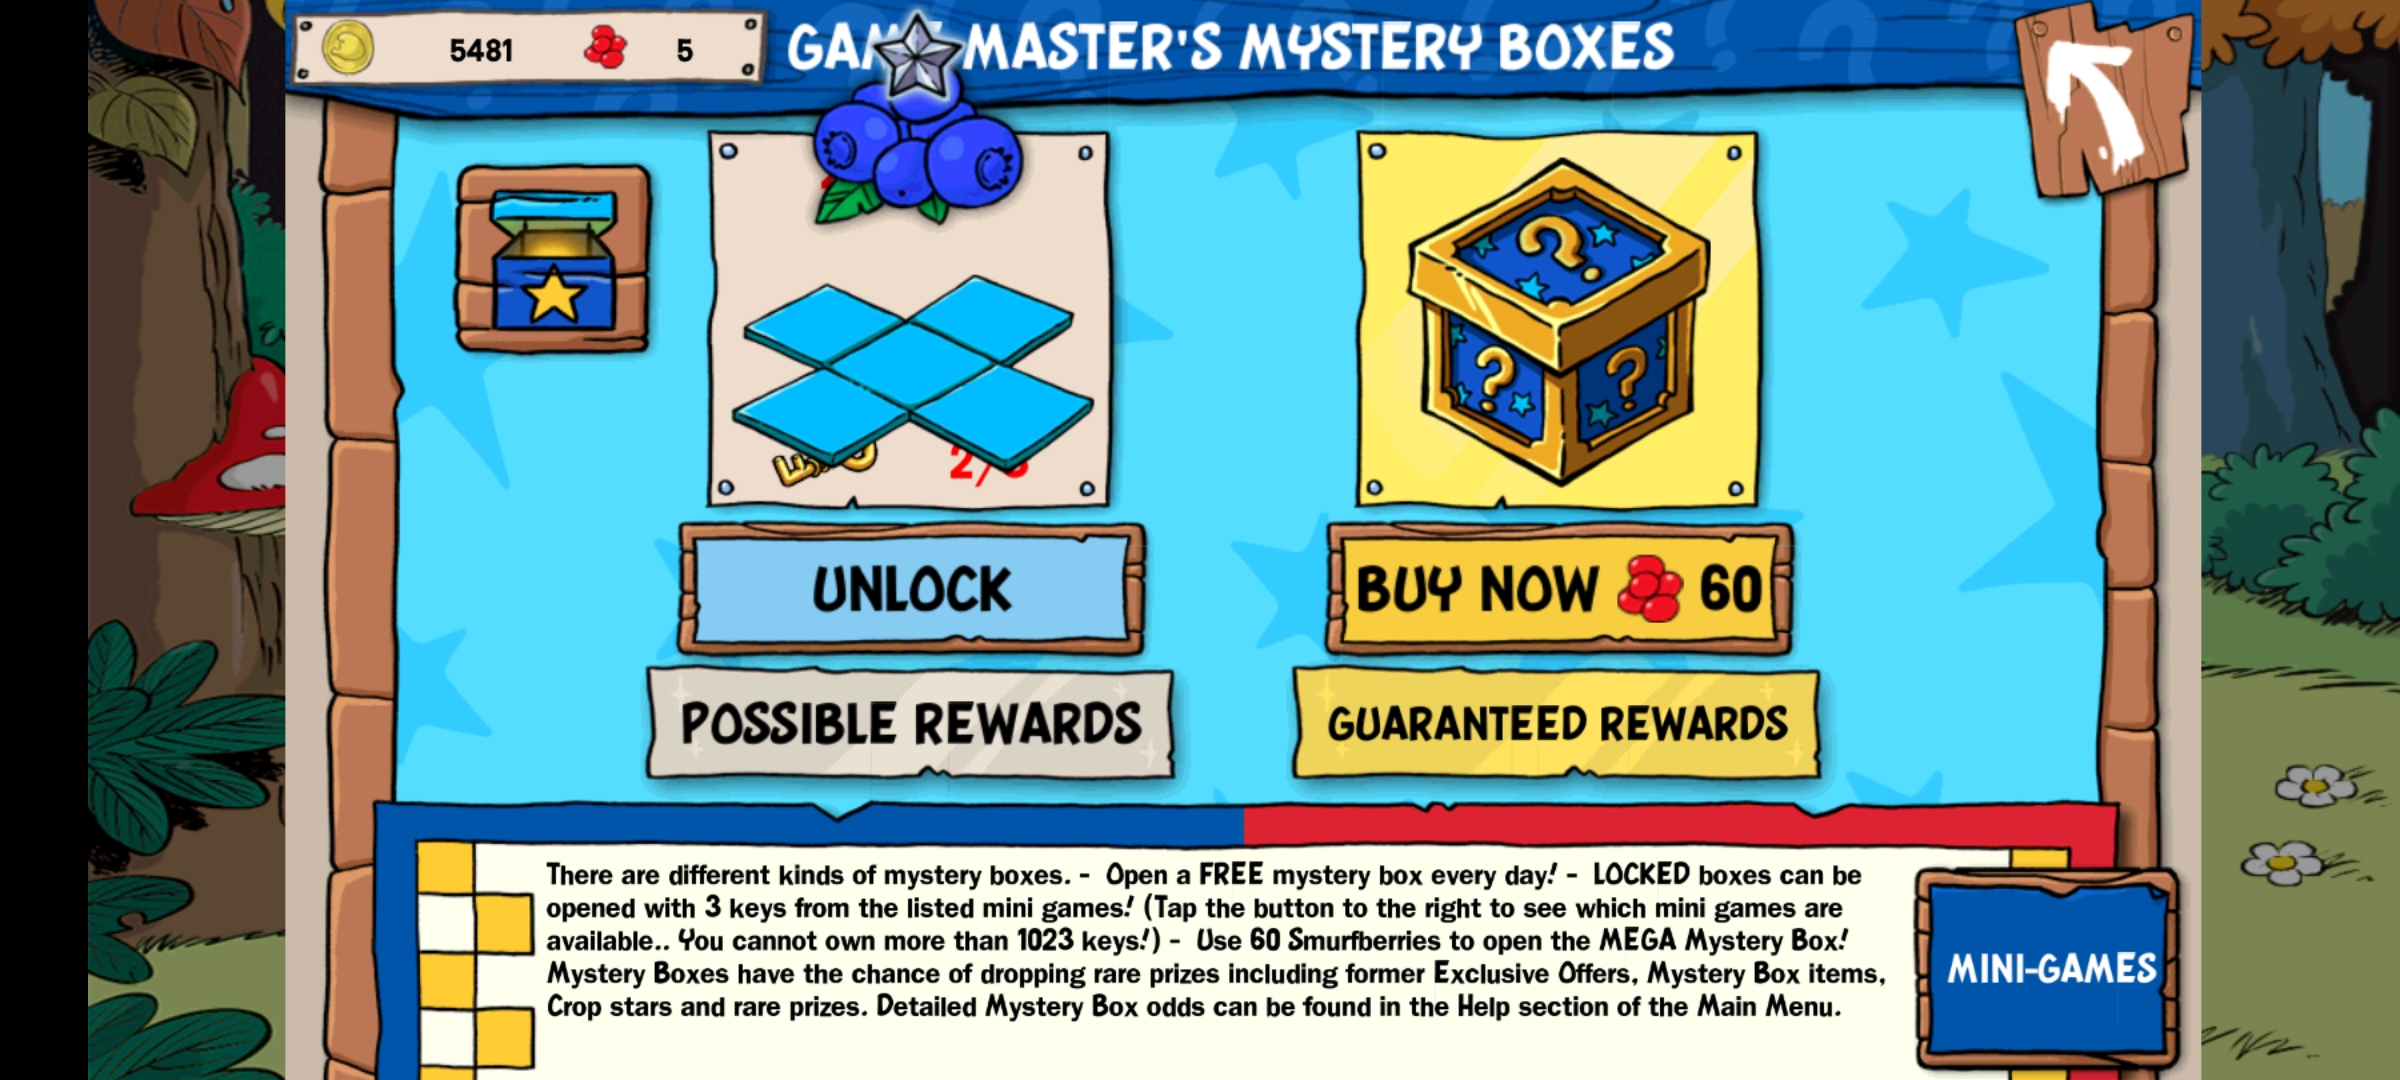 5481
5
MASTER'S MYSTERY BOXES
UNLOCK
BUY NOW 60
POSSIBLE REWARDS
GUARANTEED REWARDS
There are different kinds of mystery boxes. - Open a FREE mystery box every day! - LOCKED boxes can be
opened with 3 keys from the listed mini games! (Tap the button to the right to see which mini games are
available.. You cannot own more than 1023 keys!) - Use 60 Smurfberries to open the MEGA Mystery Box!
Mystery Boxes have the chance of dropping rare prizes including former Exclusive Offers, Mystery Box items,
Crop stars and rare prizes. Detailed Mystery Box odds can be found in the Help section of the Main Menu.
MINI-GAMES